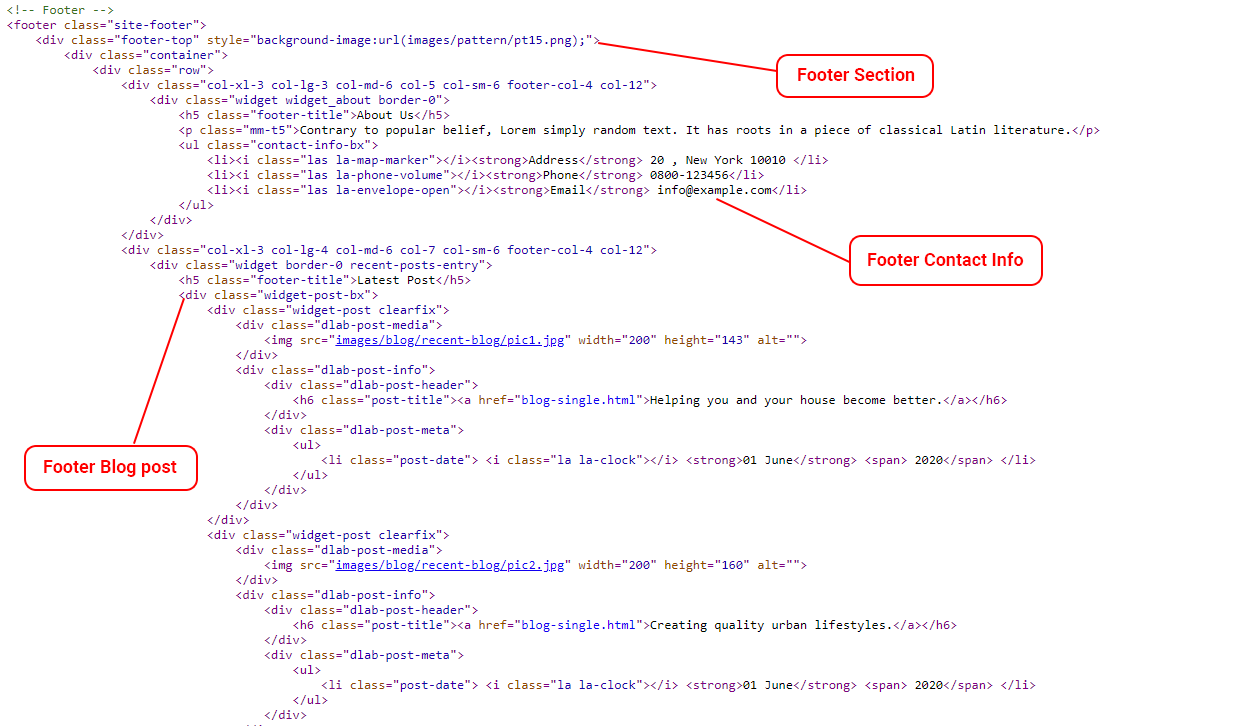 <!-- Footer -->
<footer class="site-footer">
<div class="footer-top" style="background-image:url(images/pattern/pt15.png);">
<div class="container">
Footer Section
<div class="row">
<div class="col-xl-3 col-lg-3 col-md-6 col-5 col-sm-6 footer-col-4 col-12">
<div class="widget widget_about border-0">
<h5 class="footer-title">About Us</h5>
<p class="mm-t5">Contrary to popular belief, Lorem simply random text. It has roots in a piece of classical Latin literature.</p>
<ul class="contact-info-bx">
<li><i class="las la-map-marker"></i><strong>Address</strong> 20 , New York 10010 </li>
<li><i class="las la-phone-volume"></i><strong>Phone</strong> 0800-123456</li>
<li><i class="las la-envelope-open"></i><strong>Email</strong> info@example.com</li>
</ul>
</div>
</div>
<div class="col-xl-3 col-lg-4 col-md-6 col-7 col-sm-6 footer-col-4 col-12">
Footer Contact Info
<div class="widget border-0 recent-posts-entry">
<h5 class="footer-title">Latest Post</h5>
<div class="widget-post-bx">
<div class="widget-post clearfix">
<div class="dlab-post-media">
<img src="images/blog/recent-blog/pic1.jpg" width="200" height="143" alt="">
</div>
<div class="dlab-post-info">
<div class="dlab-post-header">
<h6 class="post-title"><a href="blog-single.html">Helping you and your house become better.</a></h6>
</div>
<div class="dlab-post-meta">
<ul>
<li class="post-date"> <i class="la la-clock"></i> <strong>01 June</strong> <span> 2020</span> </li>
Footer Blog post
</ul>
</div>
</div>
</div>
<div class="widget-post clearfix">
<div class="dlab-post-media">
<img src="images/blog/recent-blog/pic2.jpg" width="200" height="160" alt="">
</div>
<div class="dlab-post-info">
<div class="dlab-post-header">
<h6 class="post-title"><a href="blog-single.html">Creating quality urban lifestyles.</a></h6>
</div>
<div class="dlab-post-meta">
<ul>
<li class="post-date"> <i class="la la-clock"></i> <strong>01 June</strong> <span> 2020</span> </li>
</ul>
</div>